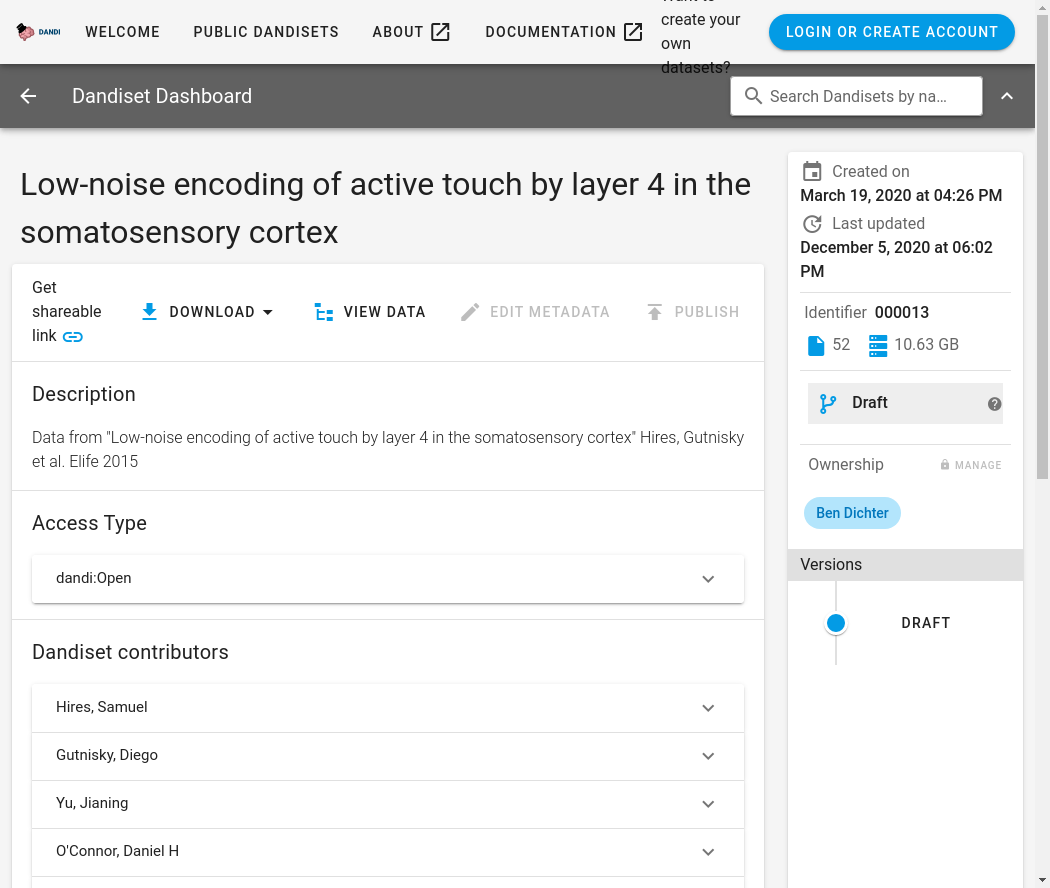 DANDI
WELCOME
PUBLIC DANDISETS
ABOUT
DOCUMENTATION
create your
own
datasets?
LOGIN OR CREATE ACCOUNT
Dandiset Dashboard
Search Dandisets by na...
Low-noise encoding of active touch by layer 4 in the
somatosensory cortex
Get
shareable
link
DOWNLOAD
VIEW DATA
EDIT METADATA
PUBLISH
Description
Data from "Low-noise encoding of active touch by layer 4 in the somatosensory cortex" Hires, Gutnisky
et al. Elife 2015
Access Type
dandi:Open
Dandiset contributors
Hires, Samuel
Gutnisky, Diego
Yu, Jianing
O'Connor, Daniel H
Created on
March 19, 2020 at 04:26 PM
Last updated
December 5, 2020 at 06:02
PM
Identifier 000013
52
10.63 GB
Draft
Ownership
MANAGE
Ben Dichter
Versions
DRAFT